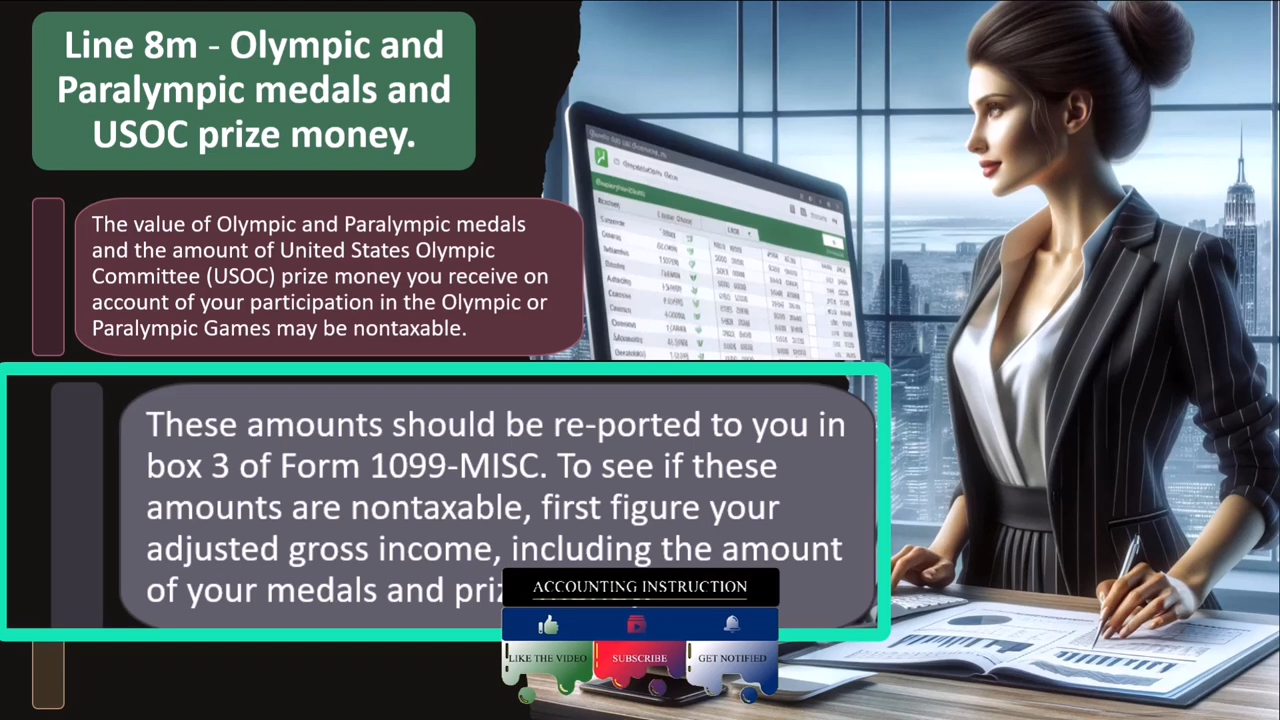 Line 8m - Olympic and
Paralympic medals and
USOC prize money.
The value of Olympic and Paralympic medals
and the amount of United States Olympic
Committee (USOC) prize money you receive on
account of your participation in the Olympic or
Paralympic Games may be nontaxable.
These amounts should be re-ported to you in
box 3 of Form 1099-MISC. To see if these
amounts are nontaxable, first figure your
adjusted gross income, including the amount
of your medals and
ACCOUNTING INSTRUCTION
LIKE THE VIDEO
SUBSCRIBE
GET NOTIFIED